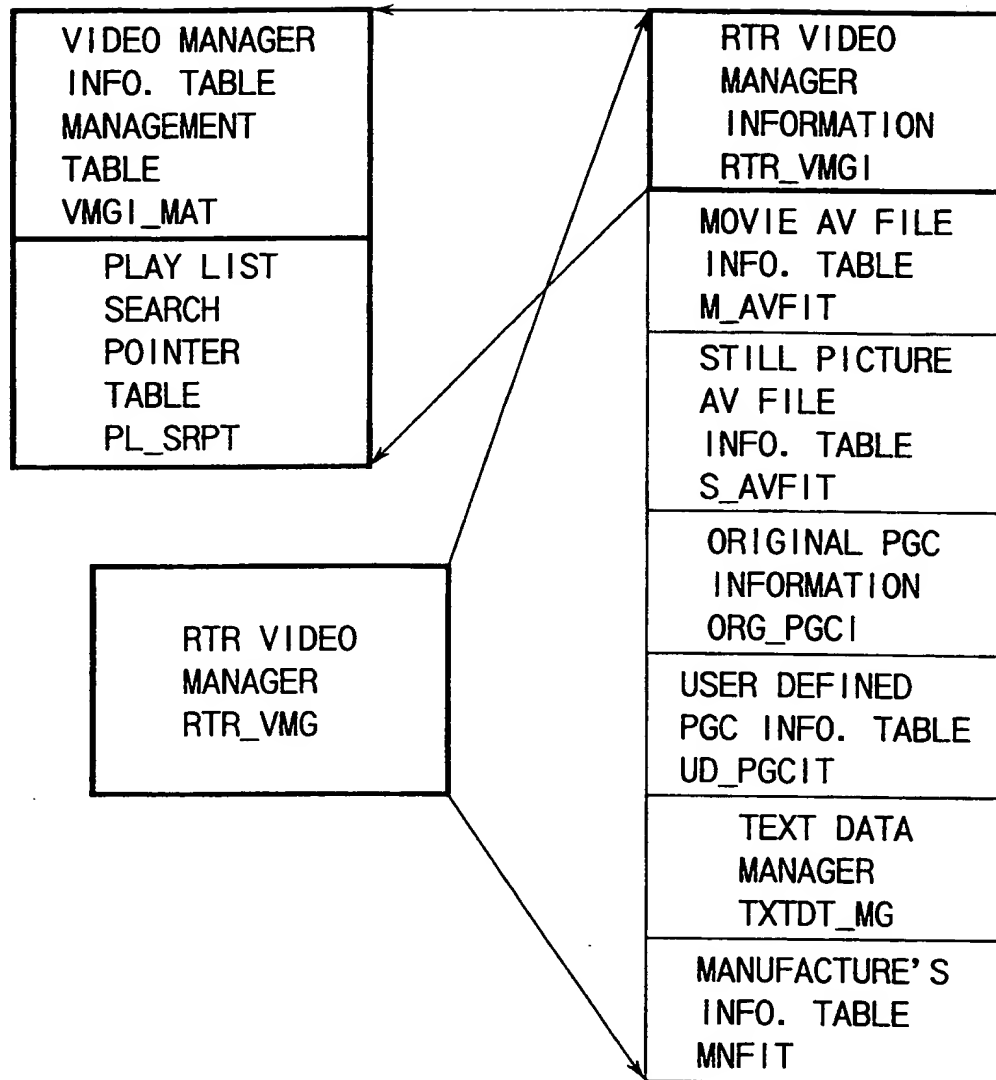 VIDEO MANAGER
INFO. TABLE
MANAGEMENT
TABLE
VMGI_MAT
PLAY LIST
SEARCH
POINTER
TABLE
PL_SRPT
RTR VIDEO
MANAGER
RTR_VMG
RTR VIDEO
MANAGER
INFORMATION
RTR_VMGI
MOVIE AV FILE
INFO. TABLE
M_AVFIT
STILL PICTURE
AV FILE
INFO. TABLE
S_AVFIT
ORIGINAL PGC
INFORMATION
ORG_PGCI
USER DEFINED
PGC INFO. TABLE
UD_PGCIT
TEXT DATA
MANAGER
TXTDT_MG
MANUFACTURE'S
INFO. TABLE
MNFIT